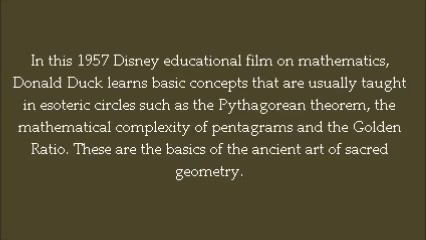 In this 1957 Disney educational film on mathematics,
Donald Duck learns basic concepts that are usually taught
in esoteric circles such as the Pythagorean theorem, the
mathematical complexity of pentagrams and the Golden
Ratio. These are the basics of the ancient art of sacred
geometry.